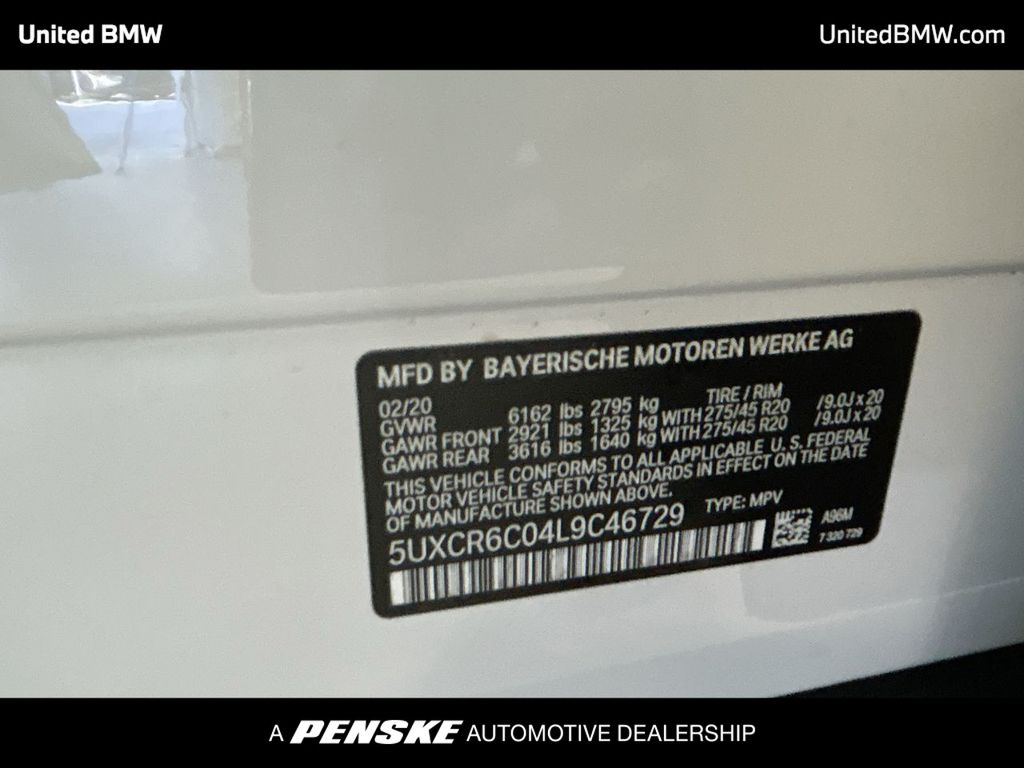 United BMW
UnitedBMW.com
MFD BY BAYERISCHE MOTOREN WERKE AG
02/20 TIRE / RIM
GVWR 6162 lbs 2795 kg
GAWR FRONT 2921 lbs 1325 kg WITH 275/45 R20 /9.0J x 20
GAWR REAR 3616 lbs 1640 kg WITH 275/45 R20 /9.0J x 20
THIS VEHICLE CONFORMS TO ALL APPLICABLE U. S. FEDERAL
MOTOR VEHICLE SAFETY STANDARDS IN EFFECT ON THE DATE
OF MANUFACTURE SHOWN ABOVE. TYPE: MPV
5UXCR6C04L9C46729
A96M
7 320 729
A PENSKE AUTOMOTIVE DEALERSHIP